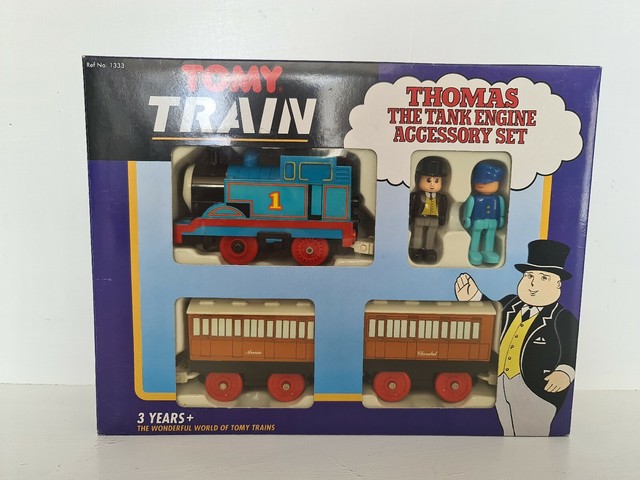 Ref No. 1333
TOMY
TRAIN
THOMAS
THE TANK ENGINE
ACCESSORY SET
1
Annie
Clarabel
3 YEARS+
THE WONDERFUL WORLD OF TOMY TRAINS